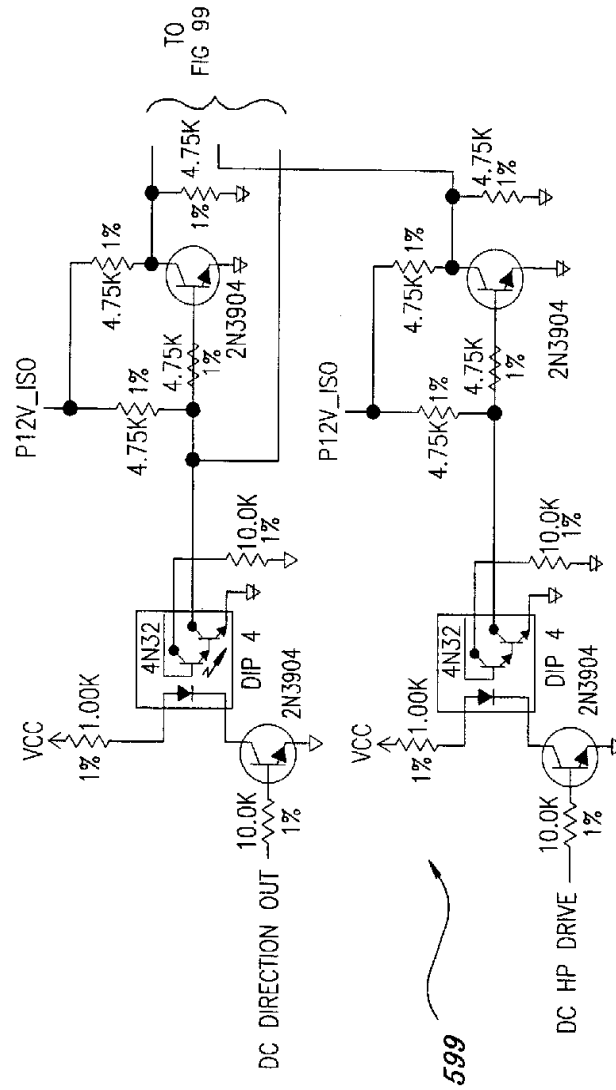 TO
FIG 99
P12V_ISO
4.75K
1%
4.75K
1%
4.75K
1%
4.75K
1%
2N3904
VCC
1.00K
1%
4N32
DIP 4
10.0K
1%
2N3904
10.0K
1%
DC DIRECTION OUT
P12V_ISO
4.75K
1%
4.75K
1%
4.75K
1%
4.75K
1%
2N3904
VCC
1.00K
1%
4N32
DIP 4
10.0K
1%
2N3904
10.0K
1%
DC HP DRIVE
599